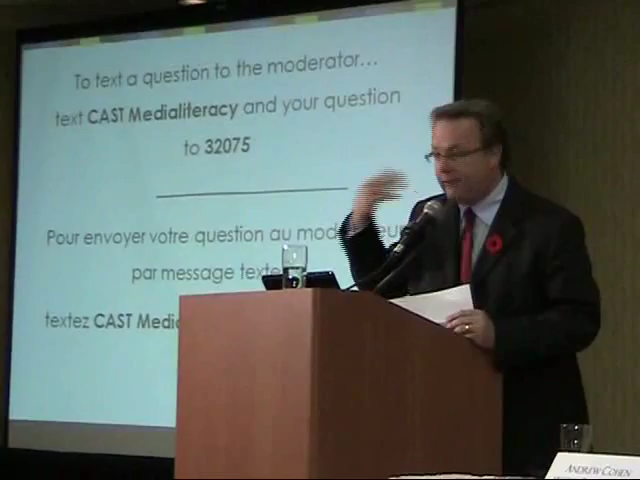 To text a question to the moderator...
text CAST Medialiteracy and your question
to 32075
Pour envoyer votre question au mod eur
par message texte
textez CAST Medi
ANDREW COHEN